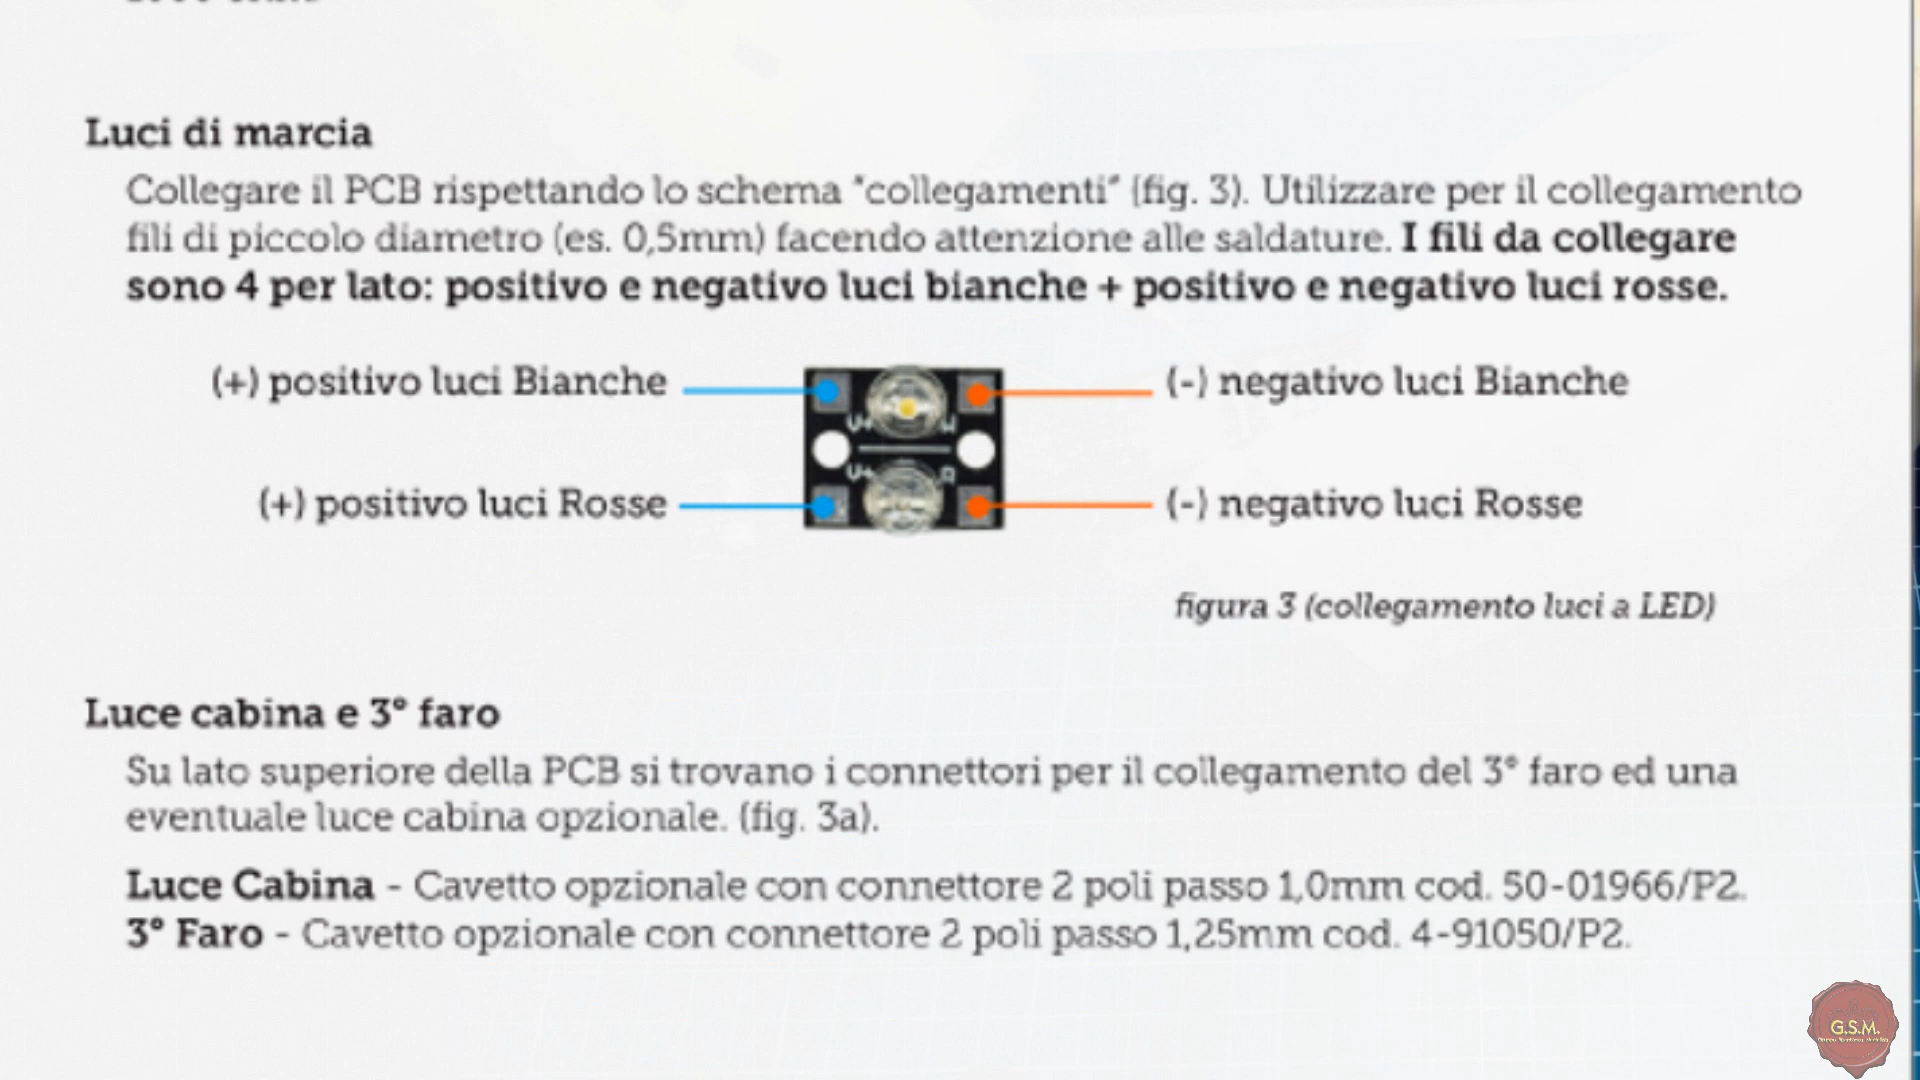 Luci di marcia
Collegare il PCB rispettando lo schema "collegamenti" (fig. 3). Utilizzare per il collegamento
fili di piccolo diametro (es. 0,5mm) facendo attenzione alle saldature. I fili da collegare
sono 4 per lato: positivo e negativo luci bianche + positivo e negativo luci rosse.
(+) positivo luci Bianche
(-) negativo luci Bianche
V+ W
V+ R
(+) positivo luci Rosse
(-) negativo luci Rosse
figura 3 (collegamento luci a LED)
Luce cabina e 3° faro
Su lato superiore della PCB si trovano i connettori per il collegamento del 3° faro ed una
eventuale luce cabina opzionale. (fig. 3a).
Luce Cabina - Cavetto opzionale con connettore 2 poli passo 1,0mm cod. 50-01966/P2.
3° Faro - Cavetto opzionale con connettore 2 poli passo 1,25mm cod. 4-91050/P2.
G.S.M.